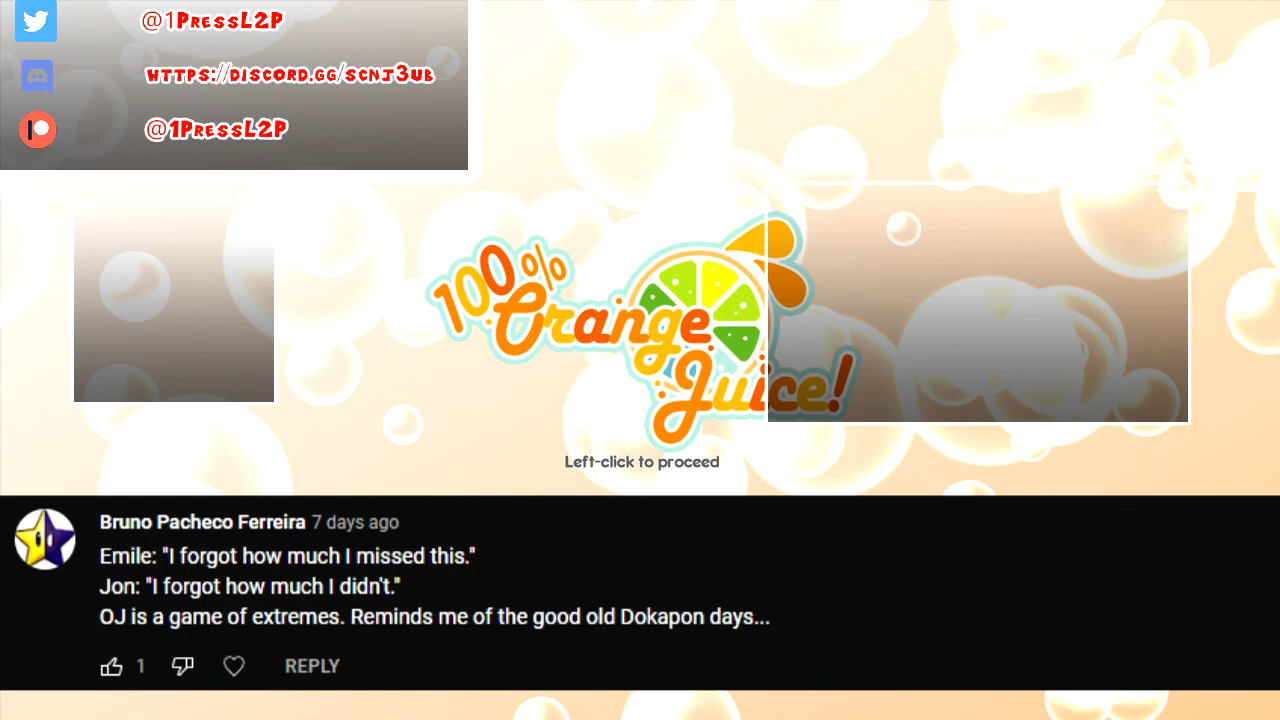 @1PressL2P
https://discord.gg/scnj3ub
@1PressL2P
100%
Orange
Juice!
Left-click to proceed
Bruno Pacheco Ferreira 7 days ago
Emile: "I forgot how much I missed this."
Jon: "I forgot how much I didn't."
OJ is a game of extremes. Reminds me of the good old Dokapon days...
1 REPLY